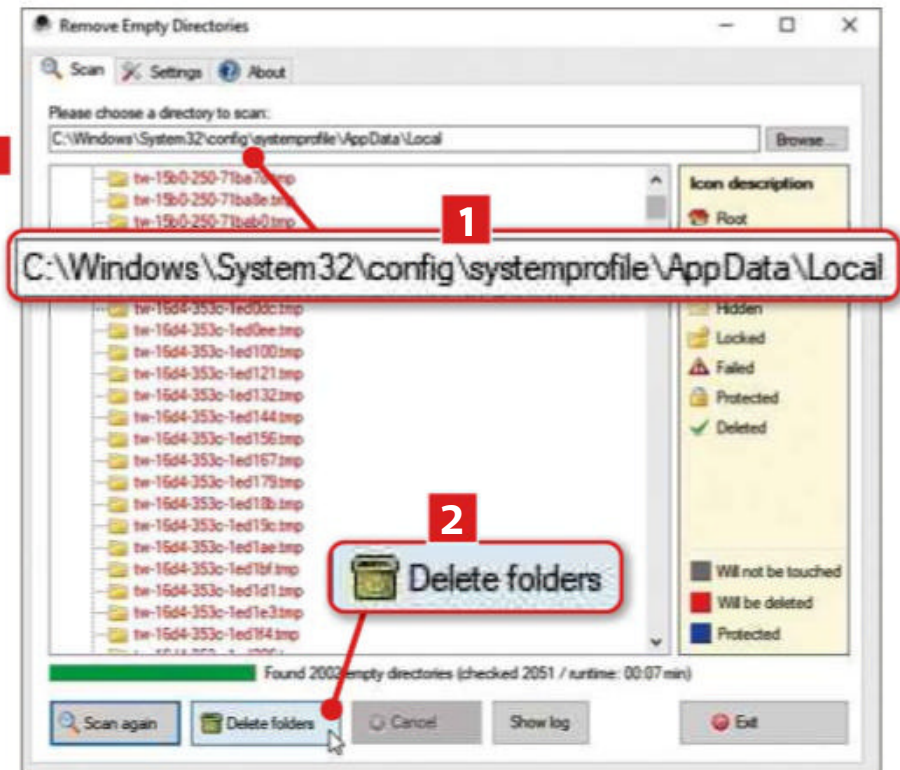 Remove Empty Directories
Scan Settings About
Please choose a directory to scan:
C:\Windows\System32\config\systemprofile\AppData\Local Browse...
tw-15b0-250-71ba7d.tmp
Icon description
tw-15b0-250-71ba8e.tmp
1
tw-15b0-250-71bab0.tmp
Root
C:\Windows\System32\config\systemprofile\AppData\Local
tw-16d4-353c-1ed0dc.tmp
Hidden
tw-16d4-353c-1ed0ee.tmp
Locked
tw-16d4-353c-1ed100.tmp
tw-16d4-353c-1ed121.tmp
Failed
tw-16d4-353c-1ed132.tmp
Protected
tw-16d4-353c-1ed144.tmp
Deleted
tw-16d4-353c-1ed156.tmp
tw-16d4-353c-1ed167.tmp
tw-16d4-353c-1ed179.tmp
tw-16d4-353c-1ed18b.tmp
tw-16d4-353c-1ed19c.tmp
2
tw-16d4-353c-1ed1ae.tmp
tw-16d4-353c-1ed1bf.tmp
Delete folders
Will not be touched
tw-16d4-353c-1ed1d1.tmp
tw-16d4-353c-1ed1e3.tmp
Will be deleted
tw-16d4-353c-1ed1f4.tmp
Protected
Found 2002 empty directories (checked 2051 / runtime: 00:07 min)
Scan again Delete folders Cancel Show log Exit